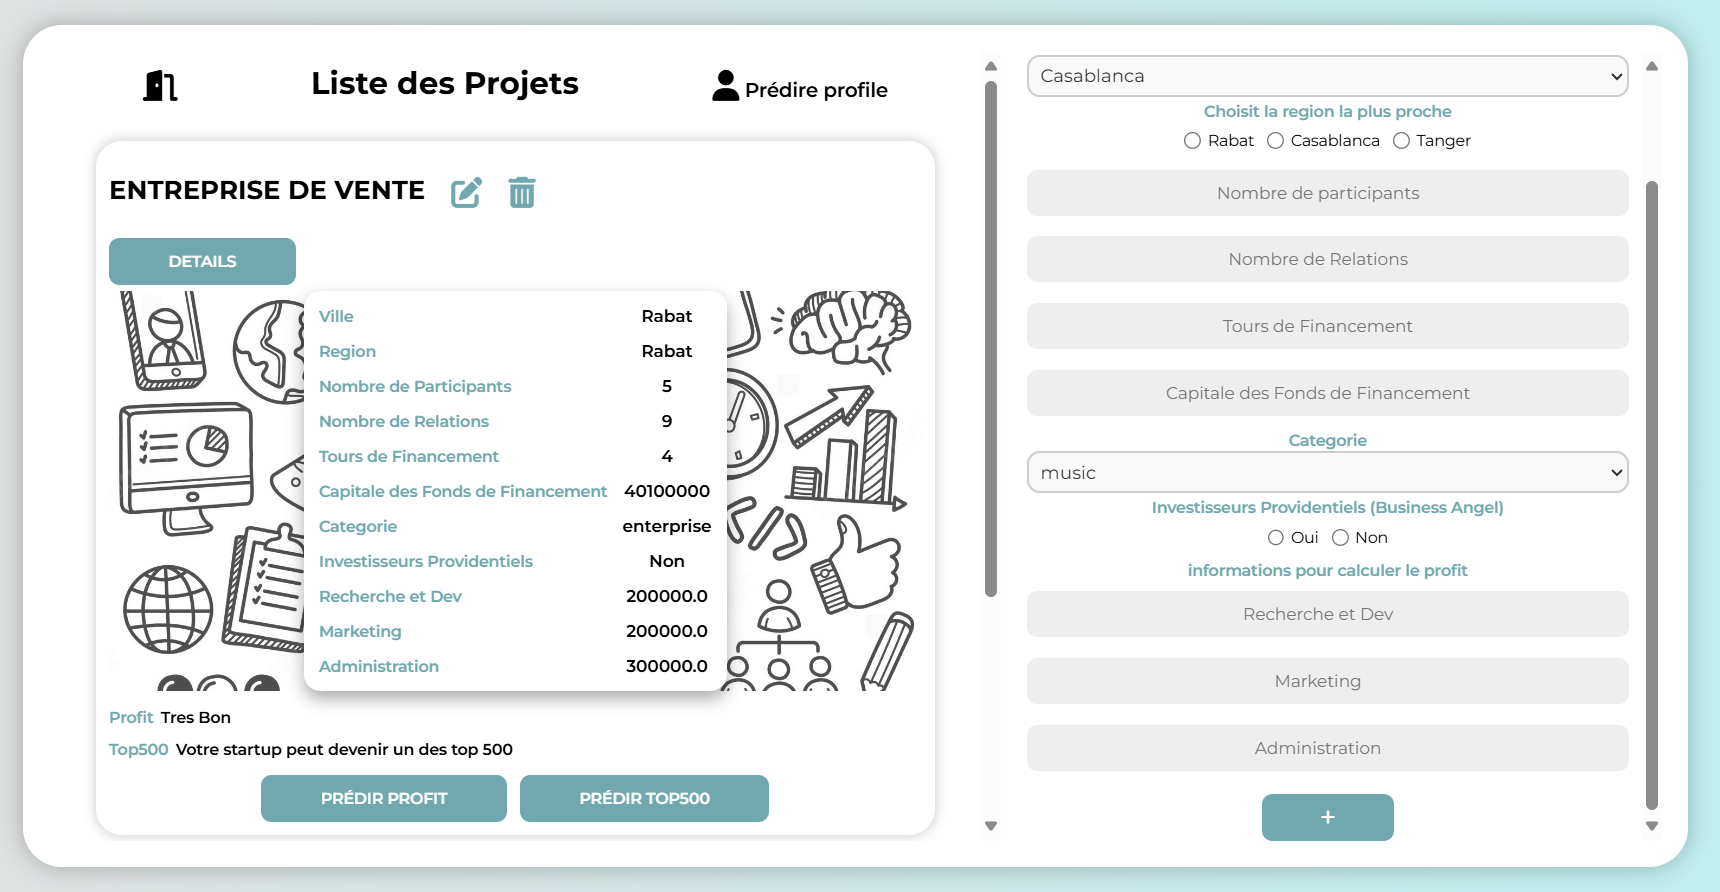 Liste des Projets
Prédire profile
ENTREPRISE DE VENTE
DETAILS
Ville Rabat
Region Rabat
Nombre de Participants 5
Nombre de Relations 9
Tours de Financement 4
Capitale des Fonds de Financement 40100000
Categorie enterprise
Investisseurs Providentiels Non
Recherche et Dev 200000.0
Marketing 200000.0
Administration 300000.0
Profit Tres Bon
Top500 Votre startup peut devenir un des top 500
PRÉDIR PROFIT PRÉDIR TOP500
Casablanca
Choisit la region la plus proche
Rabat Casablanca Tanger
Nombre de participants
Nombre de Relations
Tours de Financement
Capitale des Fonds de Financement
Categorie
music
Investisseurs Providentiels (Business Angel)
Oui Non
informations pour calculer le profit
Recherche et Dev
Marketing
Administration
+